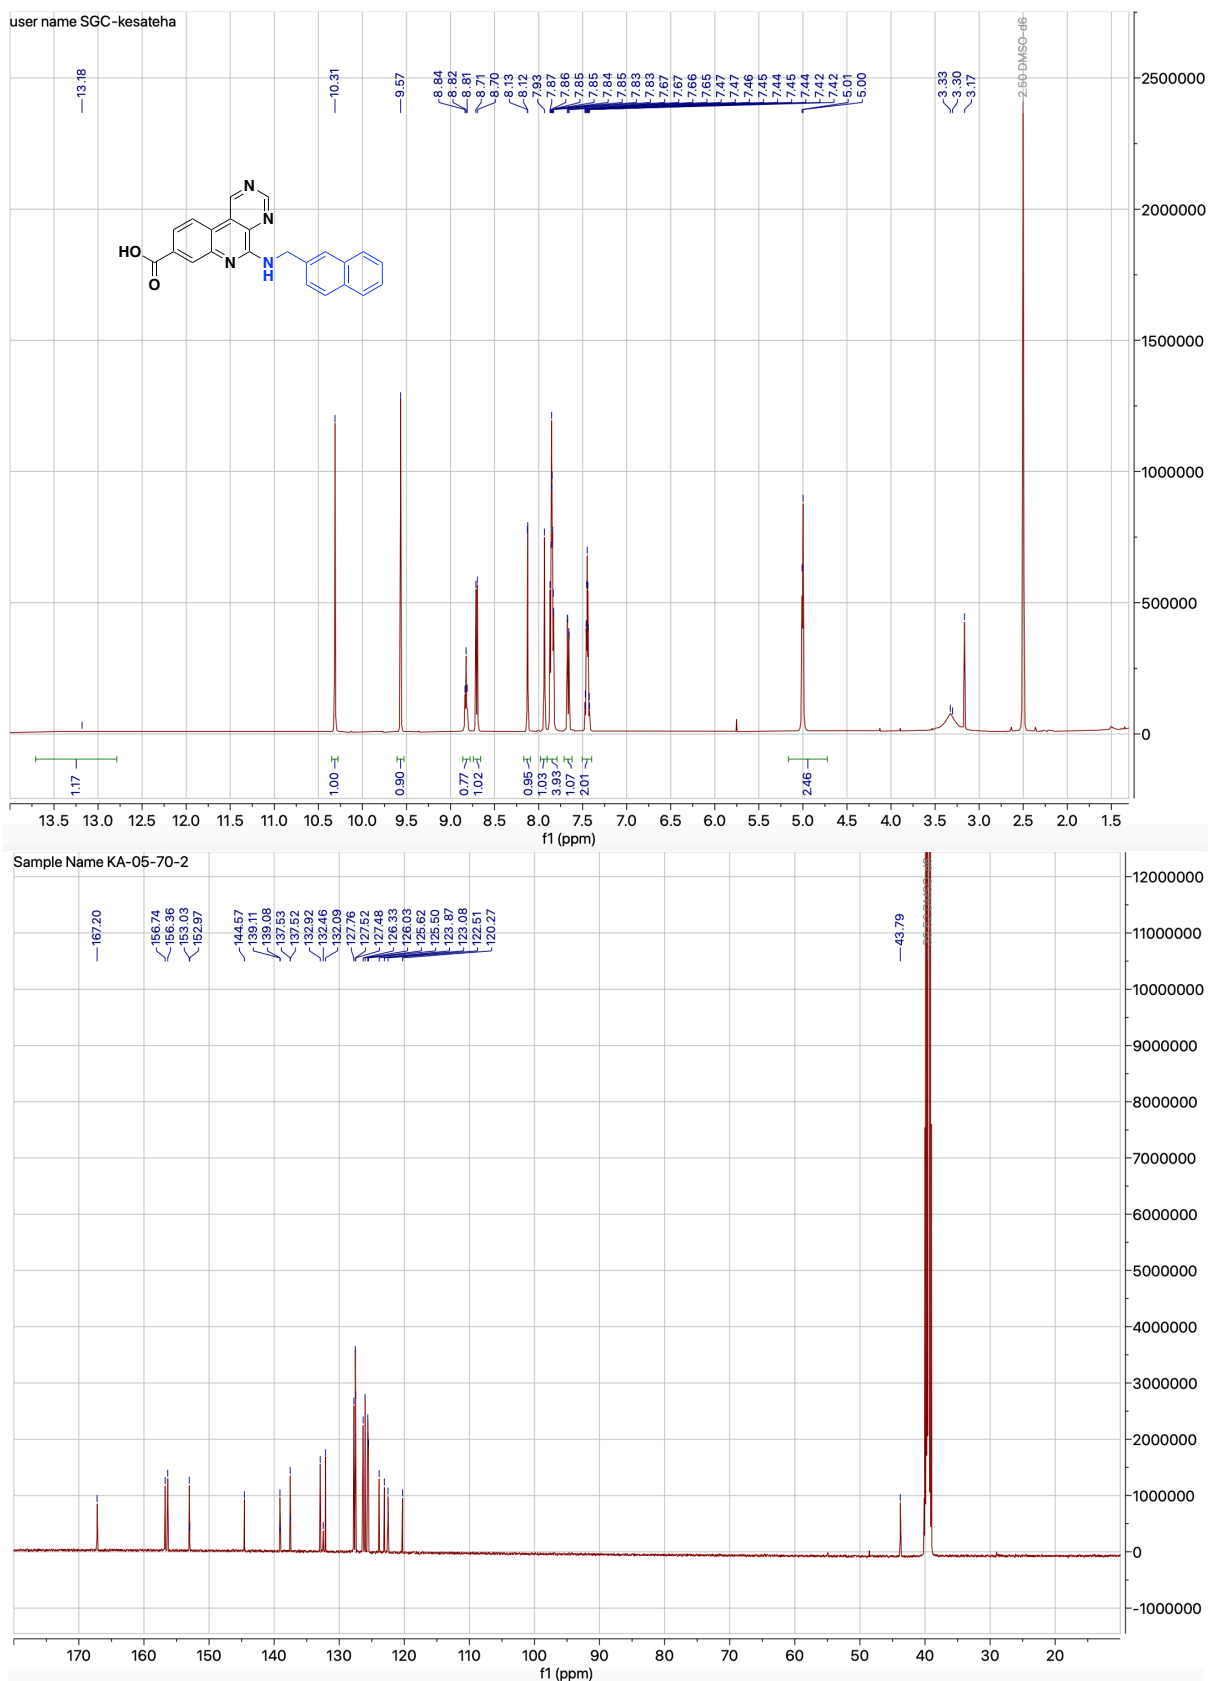 user name SGC-kesateha
13.18 10.31 9.57 8.84 8.82 8.81 8.71 8.70 8.13 8.12 7.93 7.87 7.86 7.85 7.85 7.84 7.85 7.83 7.83 7.67 7.67 7.66 7.65 7.47 7.47 7.46 7.45 7.44 7.45 7.44 7.42 7.42 5.01 5.00 3.33 3.30 3.17 2.50 DMSO-d6
2500000
N
2000000
N
HO
N
N
H
O
1500000
1000000
500000
0
1.17 1.00 0.90 0.77 1.02 0.95 1.03 3.93 1.07 2.01 2.46
13.5 13.0 12.5 12.0 11.5 11.0 10.5 10.0 9.5 9.0 8.5 8.0 7.5 7.0 6.5 6.0 5.5 5.0 4.5 4.0 3.5 3.0 2.5 2.0 1.5
f1 (ppm)
Sample Name KA-05-70-2
167.20 156.74 156.36 153.03 152.97 144.57 139.11 139.08 137.53 137.52 132.92 132.46 132.09 127.76 127.52 127.48 126.33 126.03 125.62 125.50 123.87 123.08 122.51 120.27 43.79
12000000
11000000
10000000
9000000
8000000
7000000
6000000
5000000
4000000
3000000
2000000
1000000
0
-1000000
170 160 150 140 130 120 110 100 90 80 70 60 50 40 30 20
f1 (ppm)